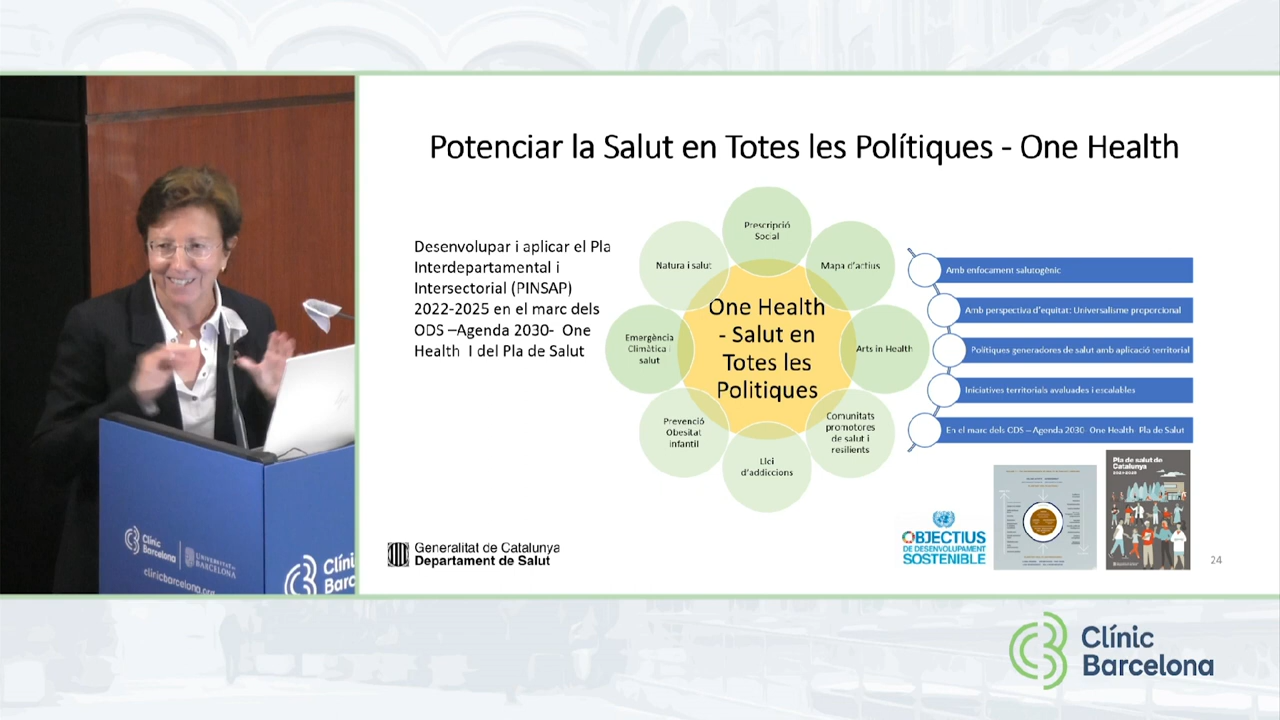 Potenciar la Salut en Totes les Polítiques - One Health
Desenvolupar i aplicar el Pla
Interdepartamental i
Intersectorial (PINSAP)
2022-2025 en el marc dels
ODS –Agenda 2030- One
Health I del Pla de Salut
Prescripció
Social
Natura i salut
Mapa d'actius
One Health
- Salut en
Totes les
Politiques
Emergència
Climàtica i
salut
Arts in Health
Prevenció
Obesitat
infantil
Comunitats
promotores
de salut i
resilients
Llei
d'addiccions
Amb enfocament salutogènic
Amb perspectiva d'equitat: Universalisme proporcional
Polítiques generadores de salut amb aplicació territorial
Iniciatives territorials avaluades i escalables
En el marc dels ODS – Agenda 2030- One Health- Pla de Salut
Generalitat de Catalunya
Departament de Salut
OBJECTIUS
DE DESENVOLUPAMENT
SOSTENIBLE
Pla de salut de
Catalunya
24
Clínic
Barcelona
UNIVERSITAT DE
BARCELONA
clinicbarcelona.org
Clínic
Barcelona